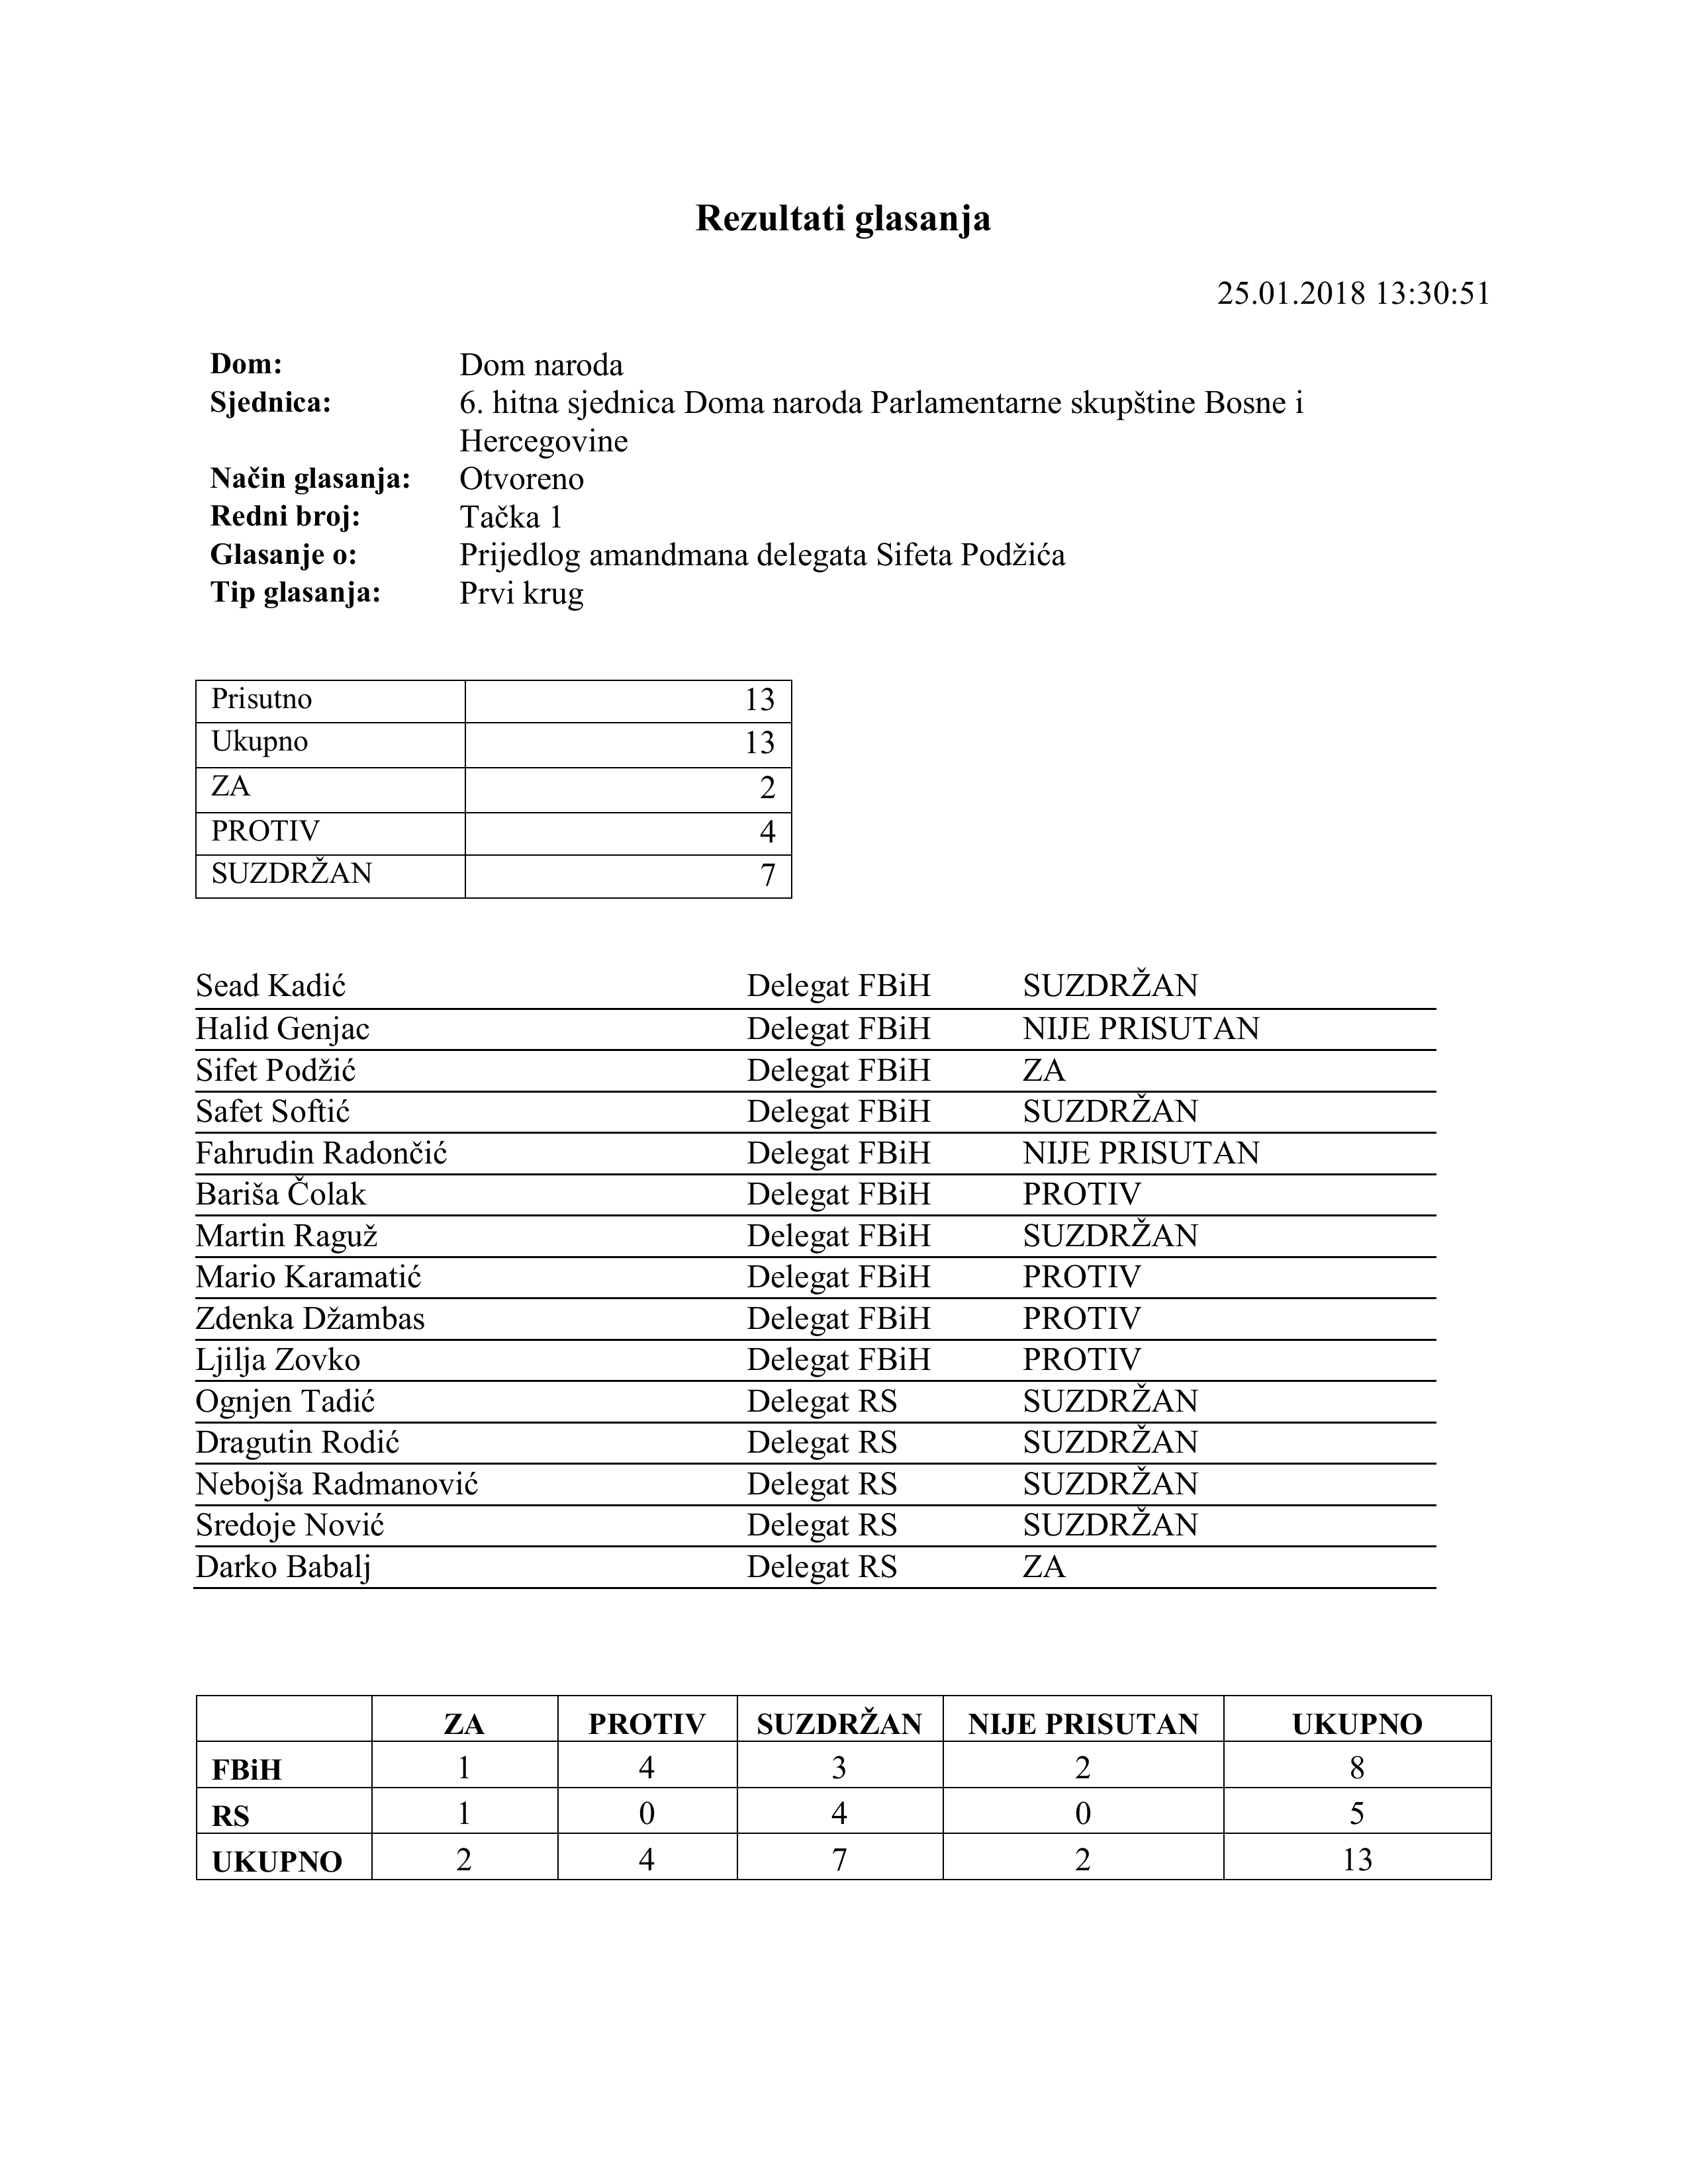 Rezultati glasanja
25.01.2018 13:30:51
Dom: Dom naroda
Sjednica: 6. hitna sjednica Doma naroda Parlamentarne skupštine Bosne i
Hercegovine
Način glasanja: Otvoreno
Redni broj: Tačka 1
Glasanje o: Prijedlog amandmana delegata Sifeta Podžića
Tip glasanja: Prvi krug
Prisutno 13
Ukupno 13
ZA 2
PROTIV 4
SUZDRŽAN 7
Sead Kadić Delegat FBiH SUZDRŽAN
Halid Genjac Delegat FBiH NIJE PRISUTAN
Sifet Podžić Delegat FBiH ZA
Safet Softić Delegat FBiH SUZDRŽAN
Fahrudin Radončić Delegat FBiH NIJE PRISUTAN
Bariša Čolak Delegat FBiH PROTIV
Martin Raguž Delegat FBiH SUZDRŽAN
Mario Karamatić Delegat FBiH PROTIV
Zdenka Džambas Delegat FBiH PROTIV
Ljilja Zovko Delegat FBiH PROTIV
Ognjen Tadić Delegat RS SUZDRŽAN
Dragutin Rodić Delegat RS SUZDRŽAN
Nebojša Radmanović Delegat RS SUZDRŽAN
Sredoje Nović Delegat RS SUZDRŽAN
Darko Babalj Delegat RS ZA
ZA PROTIV SUZDRŽAN NIJE PRISUTAN UKUPNO
FBiH 1 4 3 2 8
RS 1 0 4 0 5
UKUPNO 2 4 7 2 13